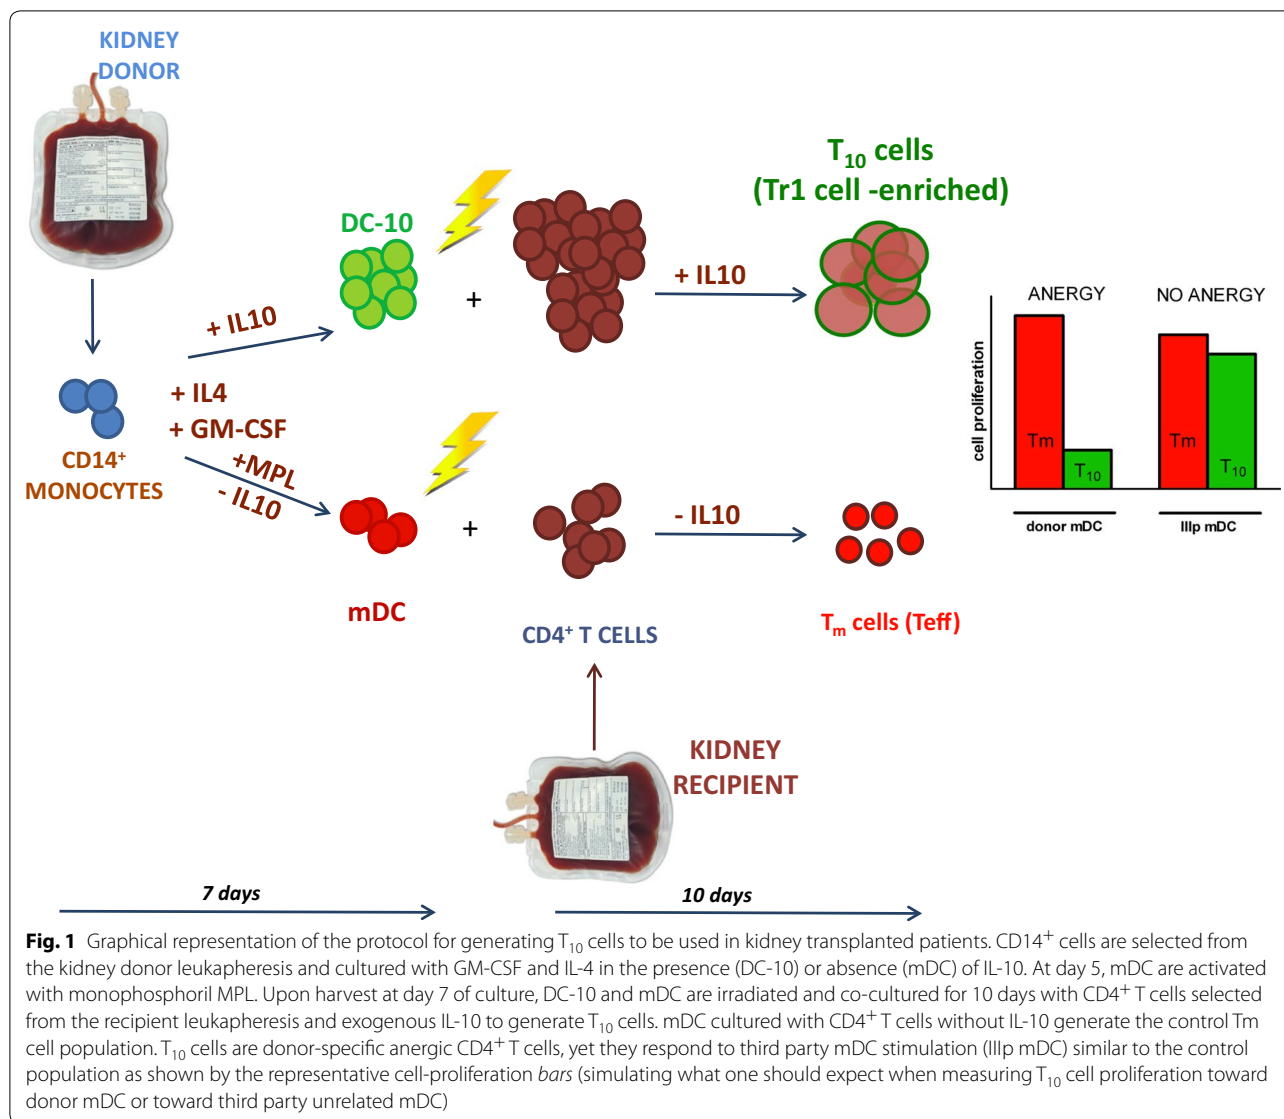 KIDNEY
DONOR
T₁₀ cells
(Tr1 cell -enriched)
DC-10
+ IL10
+
+ IL10
ANERGY
NO ANERGY
cell proliferation
Tm
T₁₀
Tm
T₁₀
donor mDC
IIIp mDC
+ IL4
+ GM-CSF
+MPL
- IL10
CD14⁺
MONOCYTES
+
- IL10
mDC
CD4⁺ T CELLS
Tₘ cells (Teff)
KIDNEY
RECIPIENT
7 days
10 days
Fig. 1 Graphical representation of the protocol for generating T₁₀ cells to be used in kidney transplanted patients. CD14⁺ cells are selected from
the kidney donor leukapheresis and cultured with GM-CSF and IL-4 in the presence (DC-10) or absence (mDC) of IL-10. At day 5, mDC are activated
with monophosphoril MPL. Upon harvest at day 7 of culture, DC-10 and mDC are irradiated and co-cultured for 10 days with CD4⁺ T cells selected
from the recipient leukapheresis and exogenous IL-10 to generate T₁₀ cells. mDC cultured with CD4⁺ T cells without IL-10 generate the control Tm
cell population. T₁₀ cells are donor-specific anergic CD4⁺ T cells, yet they respond to third party mDC stimulation (IIIp mDC) similar to the control
population as shown by the representative cell-proliferation bars (simulating what one should expect when measuring T₁₀ cell proliferation toward
donor mDC or toward third party unrelated mDC)